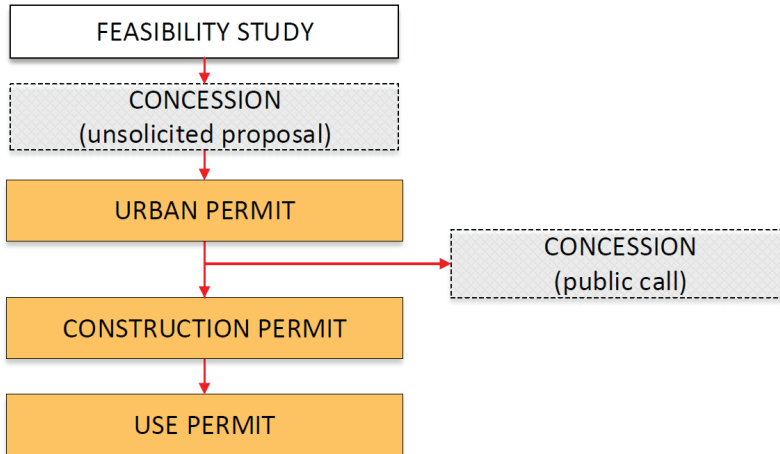 FEASIBILITY STUDY
CONCESSION
(unsolicited proposal)
URBAN PERMIT
CONCESSION
(public call)
CONSTRUCTION PERMIT
USE PERMIT